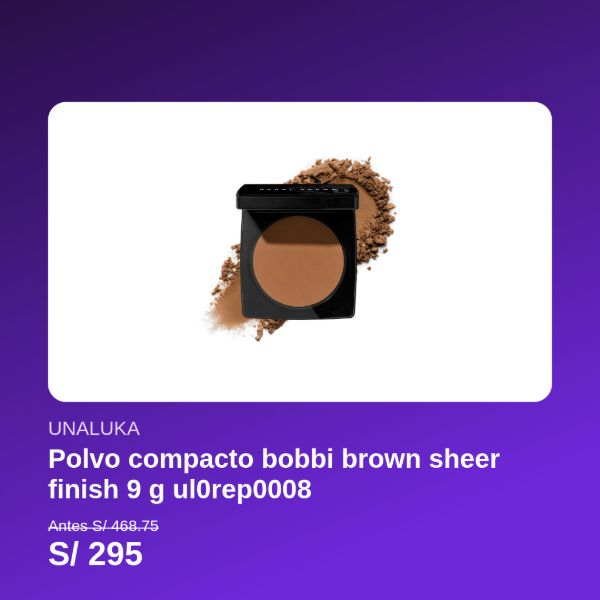 UNALUKA
Polvo compacto bobbi brown sheer
finish 9 g ul0rep0008
Antes S/ 468.75
S/ 295